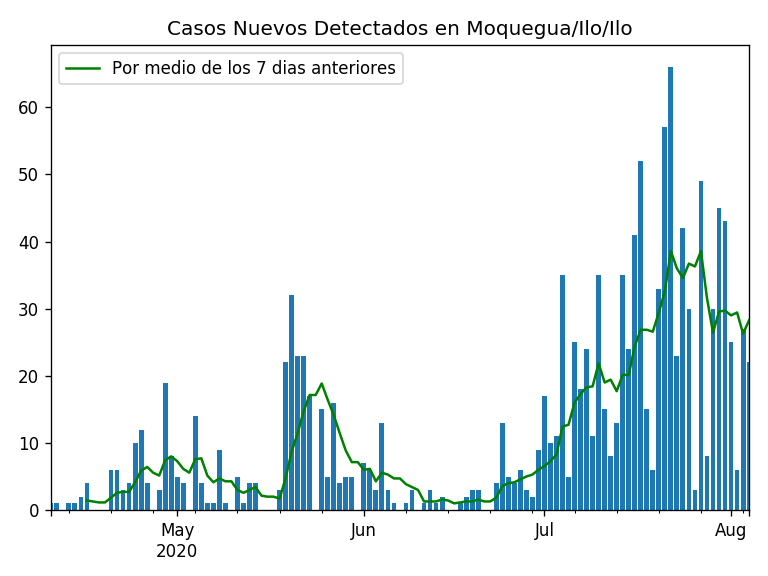 Casos Nuevos Detectados en Moquegua/Ilo/Ilo
Por medio de los 7 dias anteriores
60
50
40
30
20
10
0
May
2020
Jun
Jul
Aug